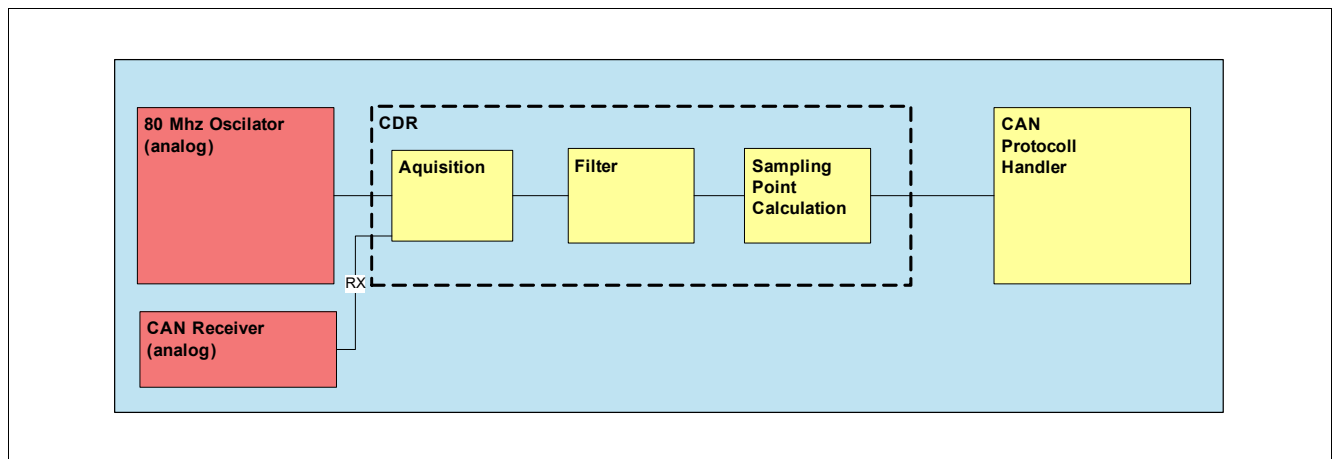 80 Mhz Oscilator
(analog)
CDR
Aquisition
Filter
Sampling
Point
Calculation
CAN
Protocoll
Handler
RX
CAN Receiver
(analog)